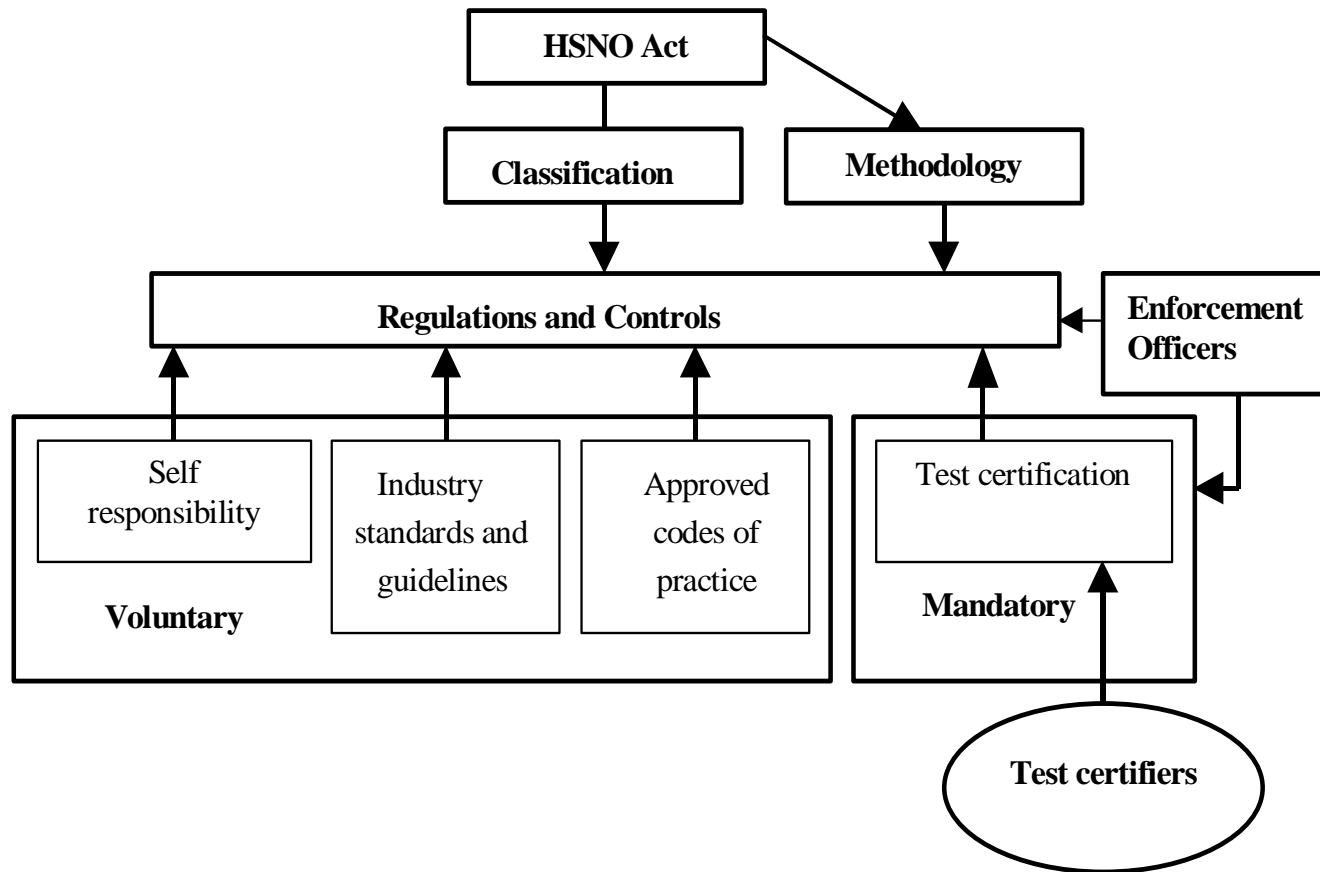 HSNO Act
Classification
Methodology
Regulations and Controls
Enforcement
Officers
Self
responsibility
Industry
standards and
guidelines
Approved
codes of
practice
Test certification
Voluntary
Mandatory
Test certifiers